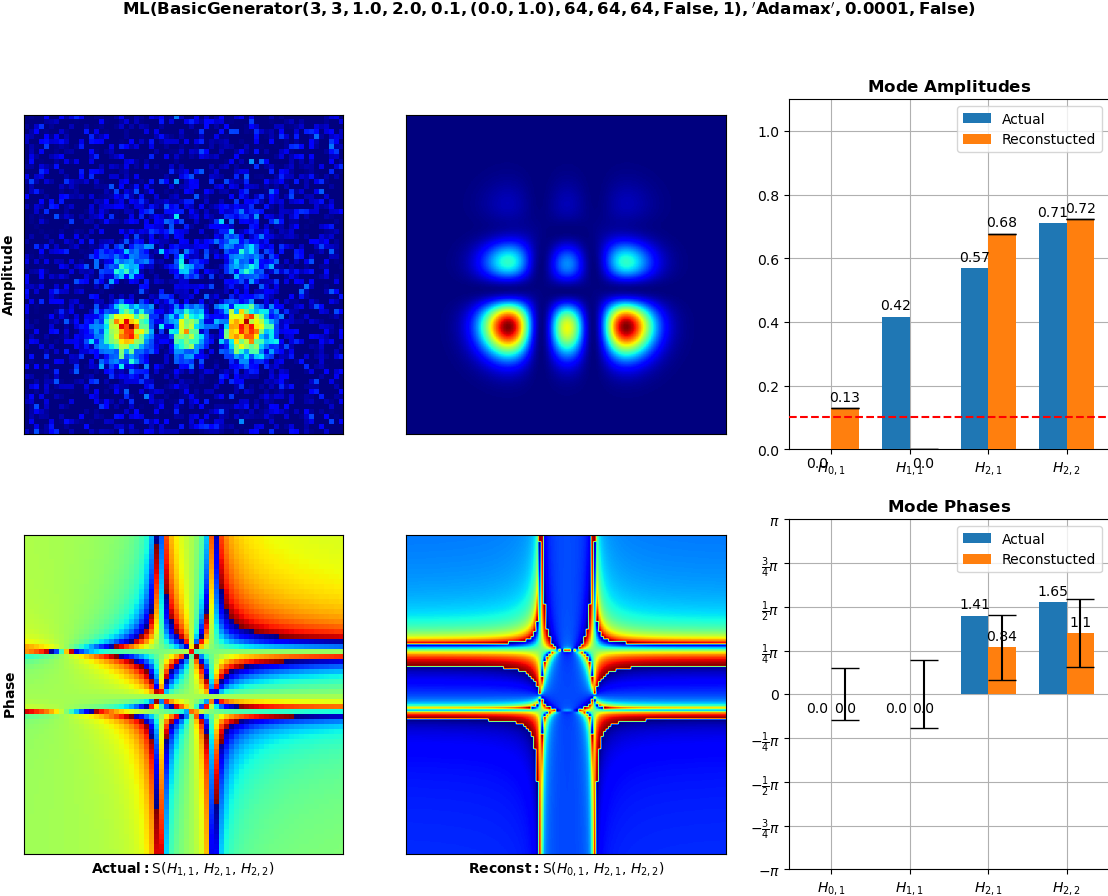 ML(BasicGenerator(3, 3, 1.0, 2.0, 0.1, (0.0, 1.0), 64, 64, 64, False, 1), 'Adamax', 0.0001, False)
Amplitude
Mode Amplitudes
Actual
Reconstucted
1.0
0.8
0.6
0.4
0.2
0.0
0.0
0.13
0.42
0.0
0.57
0.68
0.71
0.72
H0,1
H1,1
H2,1
H2,2
Phase
Actual: S(H1,1, H2,1, H2,2)
Reconst: S(H0,1, H2,1, H2,2)
Mode Phases
Actual
Reconstucted
π
3/4π
1/2π
1/4π
0
−1/4π
−1/2π
−3/4π
−π
0.0
0.0
0.0
0.0
1.41
0.84
1.65
1.1
H0,1
H1,1
H2,1
H2,2